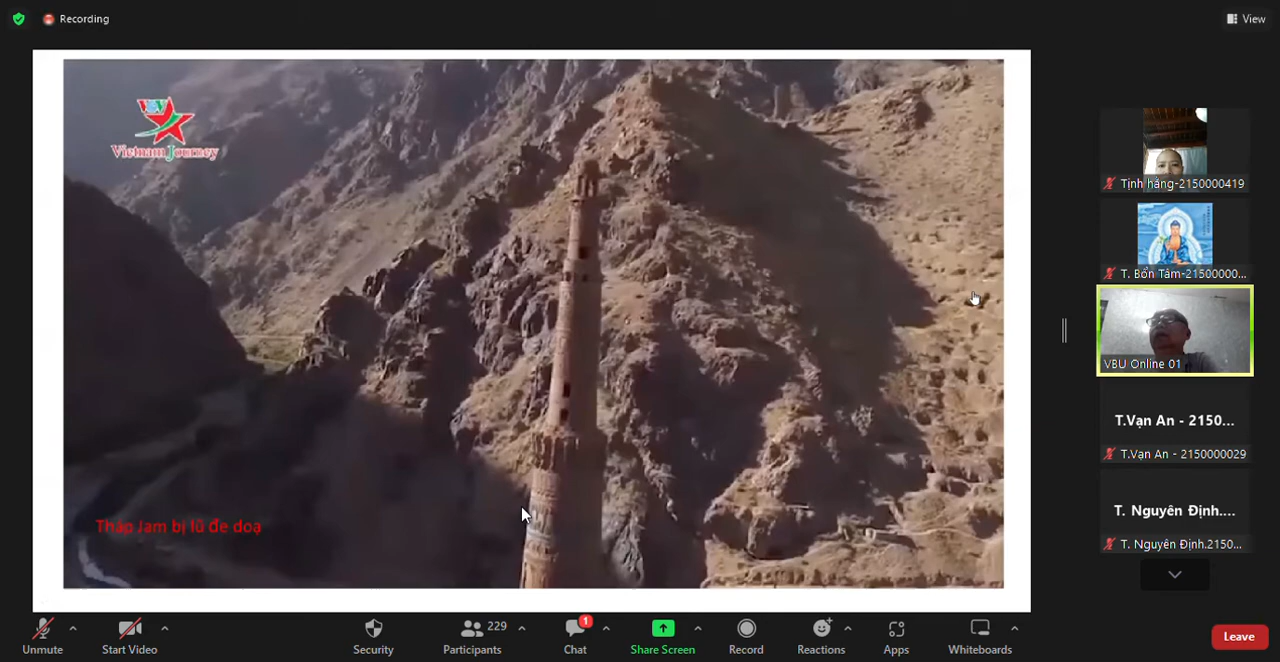 Recording
View
VOV
Vietnam Journey
Tháp Jam bị lũ đe doạ
Tịnh hằng-2150000419
T. Bổn Tâm-21500000...
VBU Online 01
T.Vạn An - 2150...
T.Vạn An - 2150000029
T. Nguyên Định....
T. Nguyên Định.2150...
Unmute
Start Video
Security
229
Participants
1
Chat
Share Screen
Record
Reactions
Apps
Whiteboards
Leave